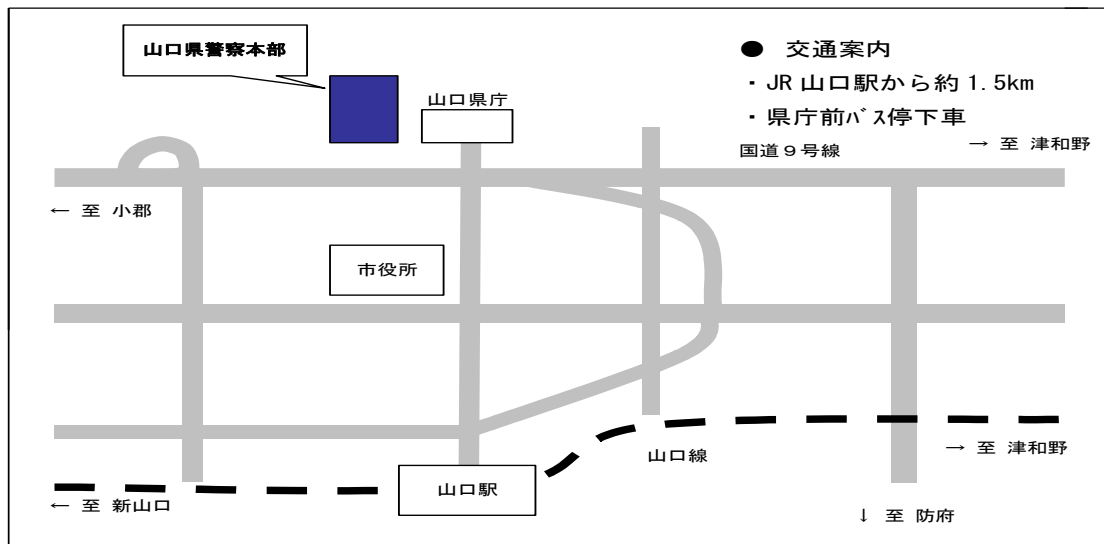 山口県警察本部
● 交通案内
・JR 山口駅から約 1.5km
・県庁前ﾊﾞｽ停下車
山口県庁
国道９号線
→ 至 津和野
← 至 小郡
市役所
山口線
→ 至 津和野
山口駅
← 至 新山口
↓ 至 防府